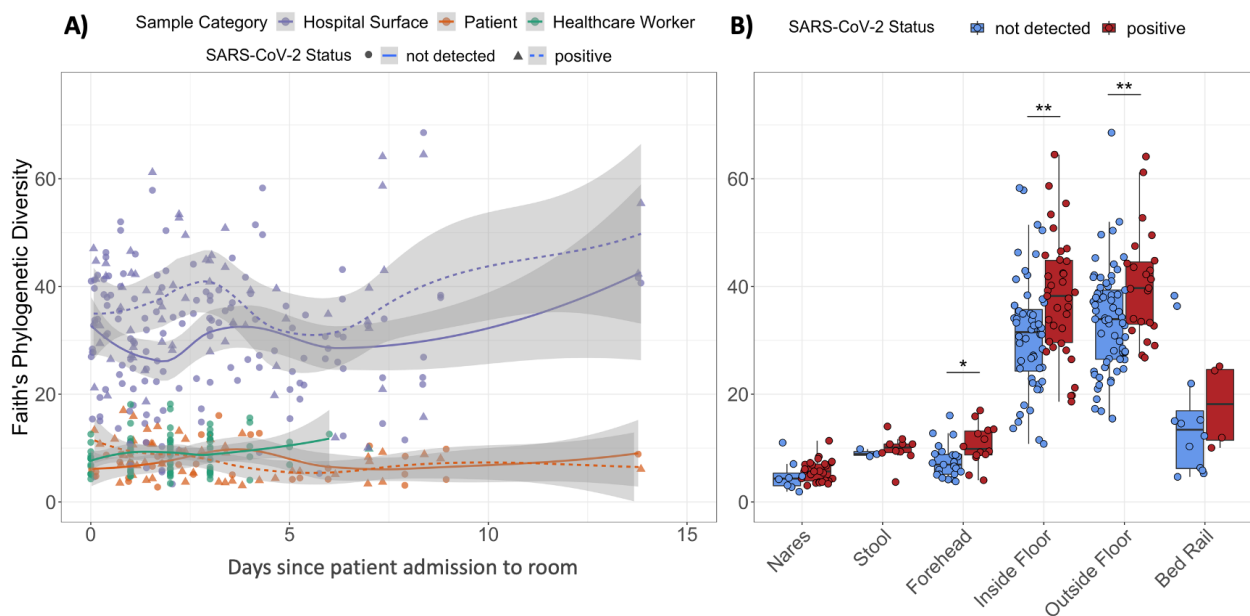 A)
Sample Category Hospital Surface Patient Healthcare Worker
SARS-CoV-2 Status not detected positive
Faith's Phylogenetic Diversity
60
40
20
0
0 5 10 15
Days since patient admission to room
B)
SARS-CoV-2 Status not detected positive
**
**
*
60
40
20
0
Nares Stool Forehead Inside Floor Outside Floor Bed Rail